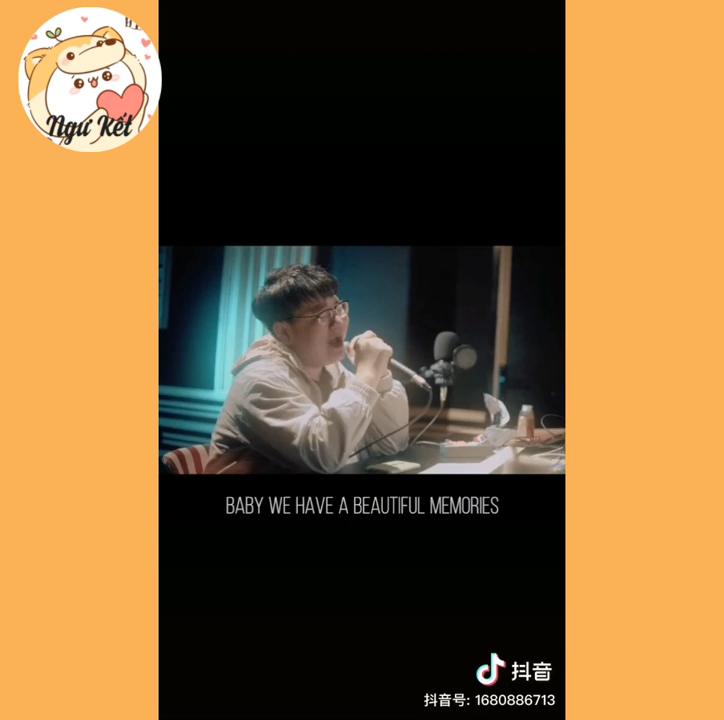 Ngư Kết
BABY WE HAVE A BEAUTIFUL MEMORIES
抖音
抖音号: 1680886713